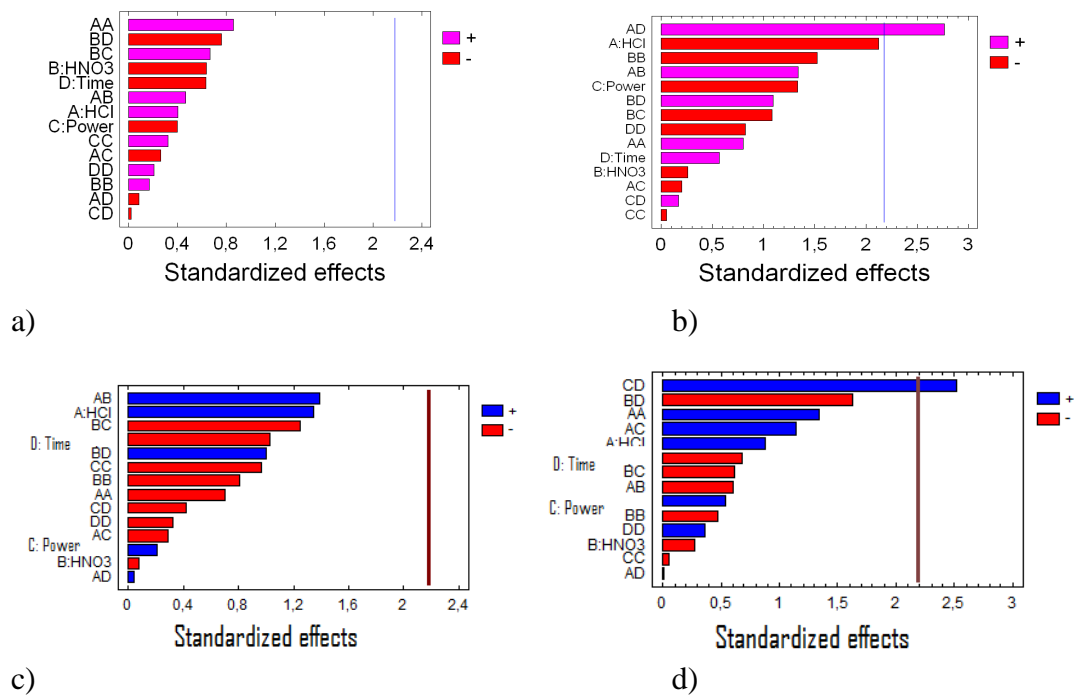 AA
BD
BC
B:HNO3
D:Time
AB
A:HCl
C:Power
CC
AC
DD
BB
AD
CD
+
-
0 0,4 0,8 1,2 1,6 2 2,4
Standardized effects
a)
AD
A:HCl
BB
AB
C:Power
BD
BC
DD
AA
D:Time
B:HNO3
AC
CD
CC
+
-
0 0,5 1 1,5 2 2,5 3
Standardized effects
b)
AB
A:HCl
BC
D: Time
BD
CC
BB
AA
CD
DD
AC
C: Power
B:HNO3
AD
+
-
0 0,4 0,8 1,2 1,6 2 2,4
Standardized effects
c)
CD
BD
AA
AC
A:HCl
D: Time
BC
AB
C: Power
BB
DD
B:HNO3
CC
AD
+
-
0 0,5 1 1,5 2 2,5 3
Standardized effects
d)